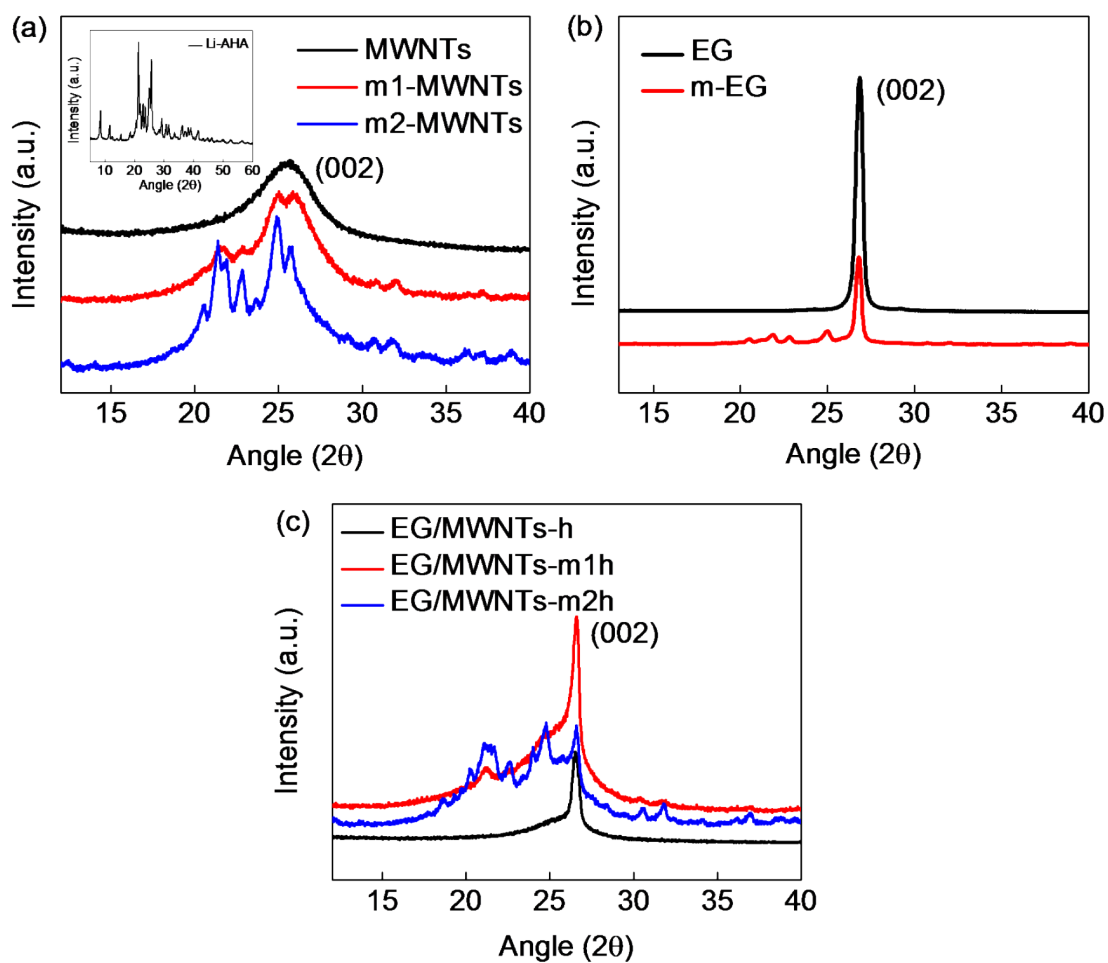 (a)
Li-AHA
Intensity (a.u.)
5 10 20 30 40 50 60
Angle (2θ)
MWNTs
m1-MWNTs
m2-MWNTs
(002)
Intensity (a.u.)
15 20 25 30 35 40
Angle (2θ)
(b)
EG
m-EG
(002)
Intensity (a.u.)
15 20 25 30 35 40
Angle (2θ)
(c)
EG/MWNTs-h
EG/MWNTs-m1h
EG/MWNTs-m2h
(002)
Intensity (a.u.)
15 20 25 30 35 40
Angle (2θ)